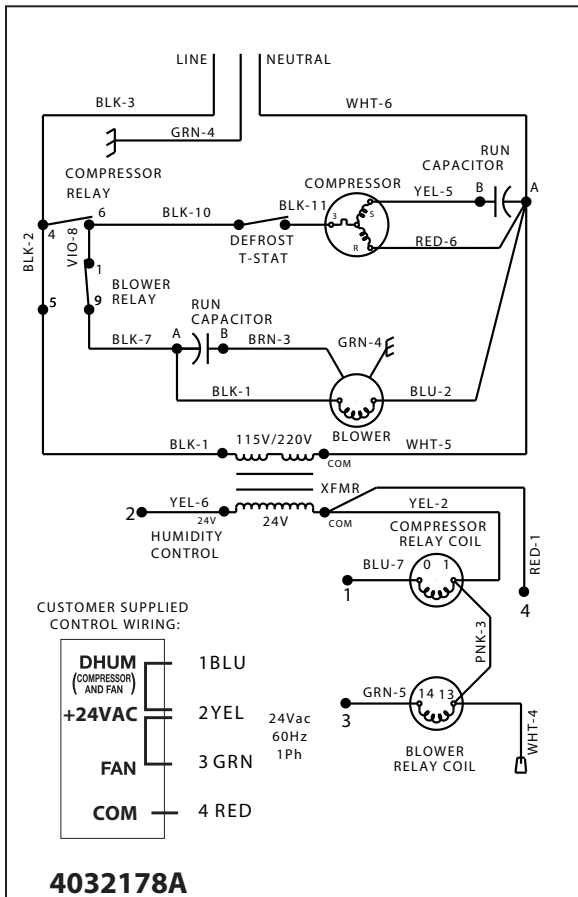 LINE NEUTRAL
BLK-3 WHT-6
GRN-4
COMPRESSOR
RELAY
RUN
CAPACITOR
COMPRESSOR
YEL-5 B A
BLK-11
6
BLK-10
3 S
R
4
DEFROST
T-STAT
RED-6
BLK-2
VIO-8
1
BLOWER
RELAY
5 9
RUN
CAPACITOR
BLK-7 A B BRN-3 GRN-4
BLK-1 BLU-2
BLOWER
BLK-1 115V/220V WHT-5
COM
XFMR
2 YEL-6 24V 24V COM YEL-2
HUMIDITY
CONTROL
COMPRESSOR
RELAY COIL
RED-1
BLU-7 0 1
1 4
PNK-3
GRN-5 14 13
3
WHT-4
BLOWER
RELAY COIL
CUSTOMER SUPPLIED
CONTROL WIRING:
DHUM 1BLU
(COMPRESSOR
AND FAN)
+24VAC 2YEL
24Vac
60Hz
1Ph
FAN 3 GRN
COM 4 RED
4032178A